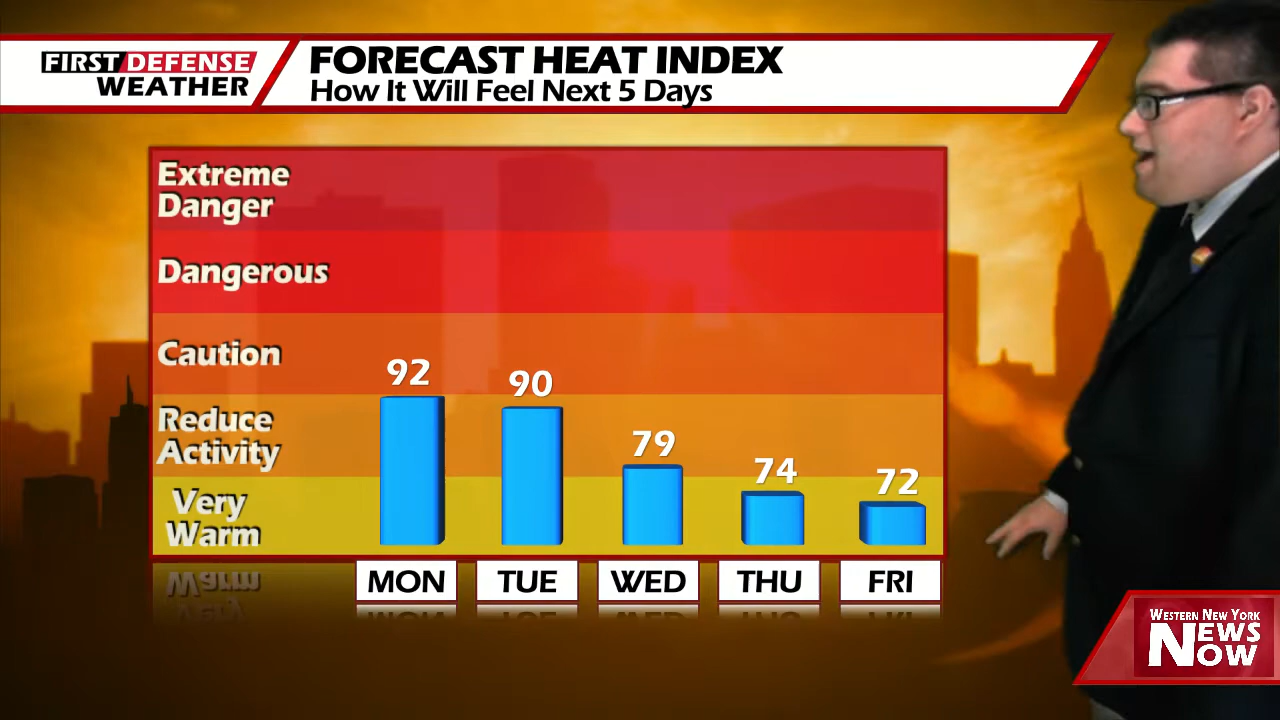 FIRST DEFENSE
WEATHER
FORECAST HEAT INDEX
How It Will Feel Next 5 Days
Extreme
Danger
Dangerous
Caution
Reduce
Activity
Very
Warm
92
90
79
74
72
MON TUE WED THU FRI
WESTERN NEW YORK
NEWS
NOW